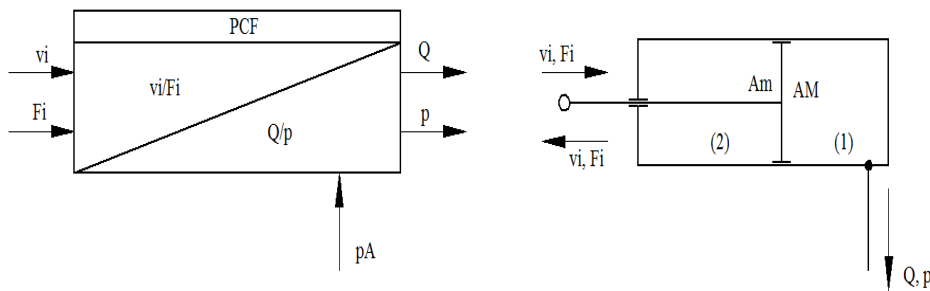 PCF
vi
Fi
vi/Fi
Q/p
Q
p
pA
vi, Fi
vi, Fi
Am
AM
(2)
(1)
Q, p